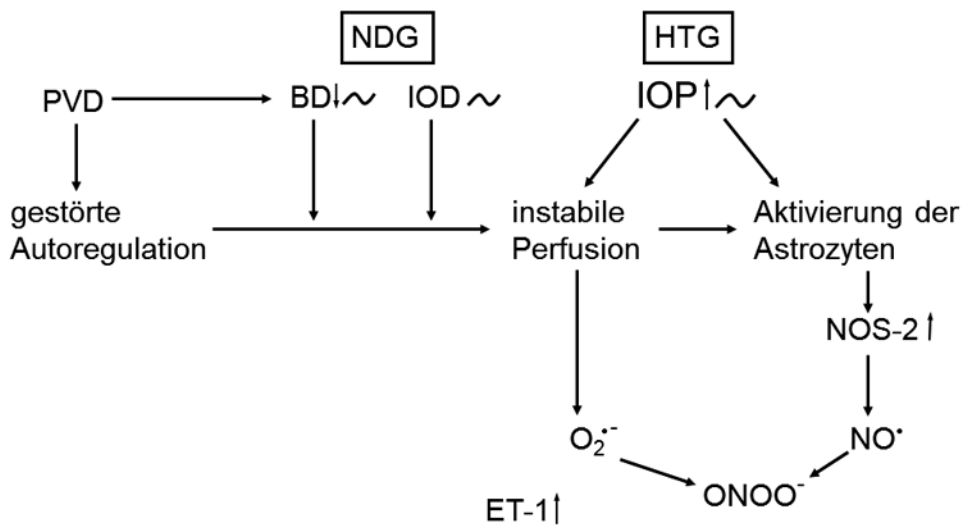 NDG
HTG
PVD
BD↓~
IOD ~
IOP↑~
gestörte
Autoregulation
instabile
Perfusion
Aktivierung der
Astrozyten
NOS-2↑
O₂•-
NO•
ONOO-
ET-1↑